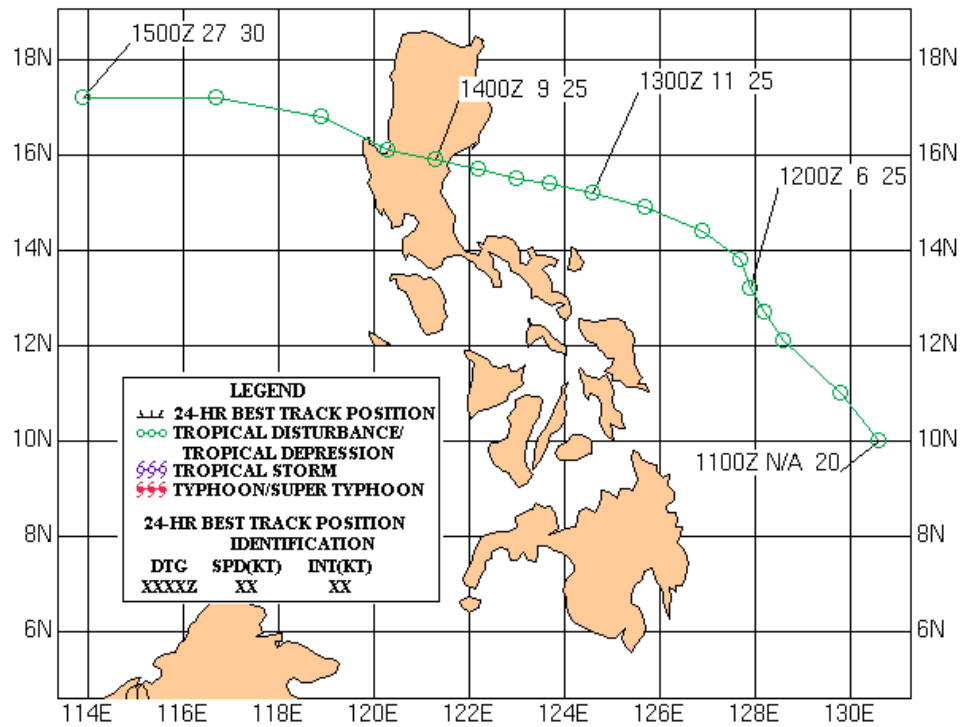 1500Z 27 30
18N
18N
1400Z 9 25
1300Z 11 25
16N
16N
1200Z 6 25
14N
14N
12N
12N
LEGEND
24-HR BEST TRACK POSITION
TROPICAL DISTURBANCE/
TROPICAL DEPRESSION
TROPICAL STORM
TYPHOON/SUPER TYPHOON
24-HR BEST TRACK POSITION
IDENTIFICATION
DTG SPD(KT) INT(KT)
XXXXZ XX XX
10N
10N
1100Z N/A 20
8N
8N
6N
6N
114E 116E 118E 120E 122E 124E 126E 128E 130E